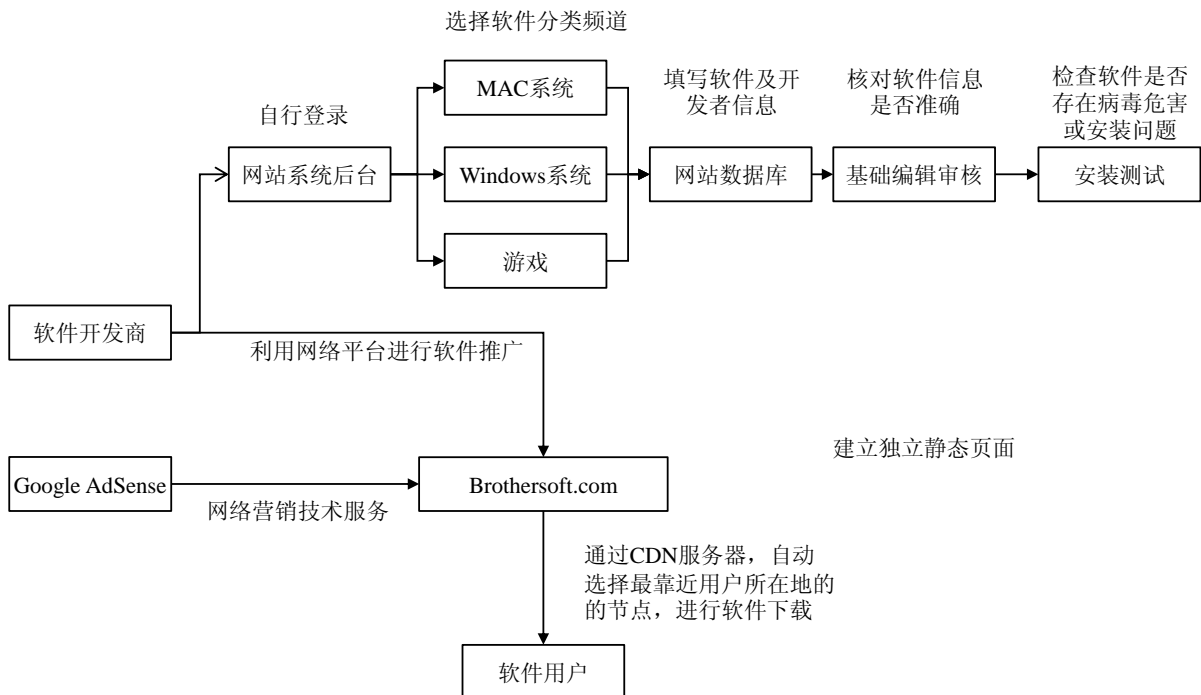 选择软件分类频道
MAC系统
填写软件及开
发者信息
核对软件信息
是否准确
检查软件是否
存在病毒危害
或安装问题
自行登录
网站系统后台
Windows系统
网站数据库
基础编辑审核
安装测试
游戏
软件开发商
利用网络平台进行软件推广
建立独立静态页面
Google AdSense
Brothersoft.com
网络营销技术服务
通过CDN服务器，自动
选择最靠近用户所在地的
的节点，进行软件下载
软件用户